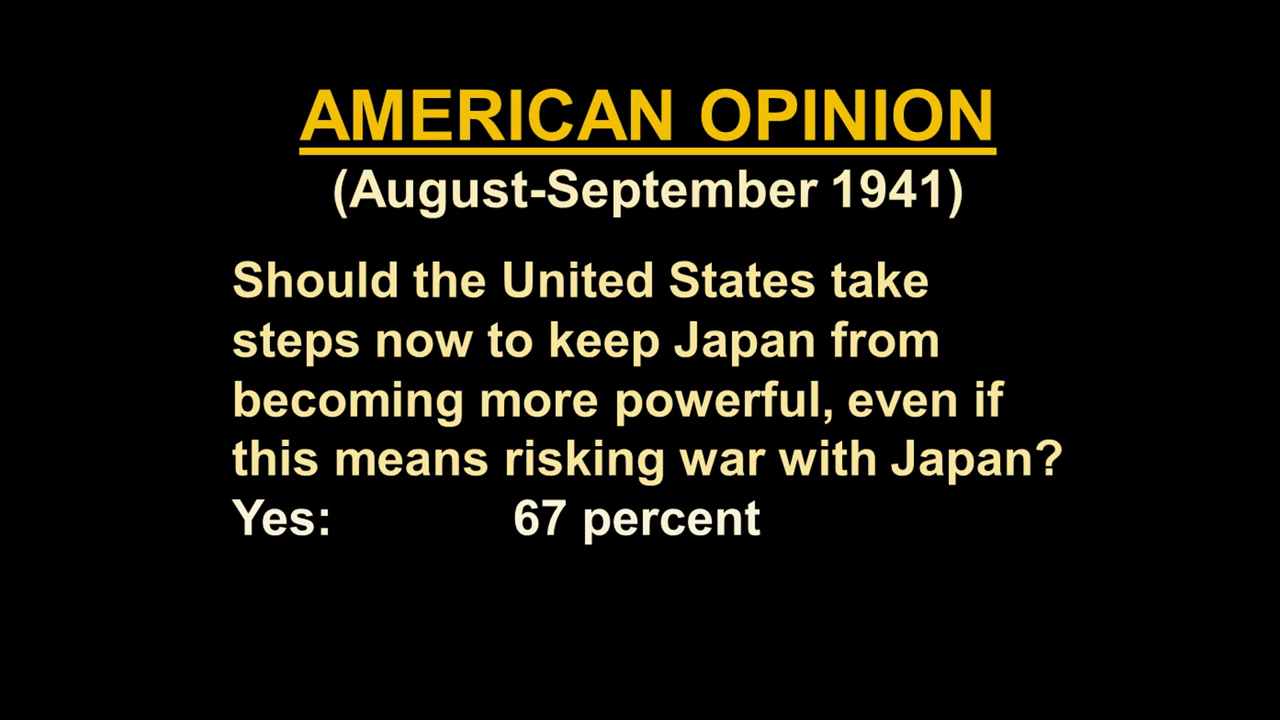 AMERICAN OPINION
(August-September 1941)
Should the United States take
steps now to keep Japan from
becoming more powerful, even if
this means risking war with Japan?
Yes: 67 percent